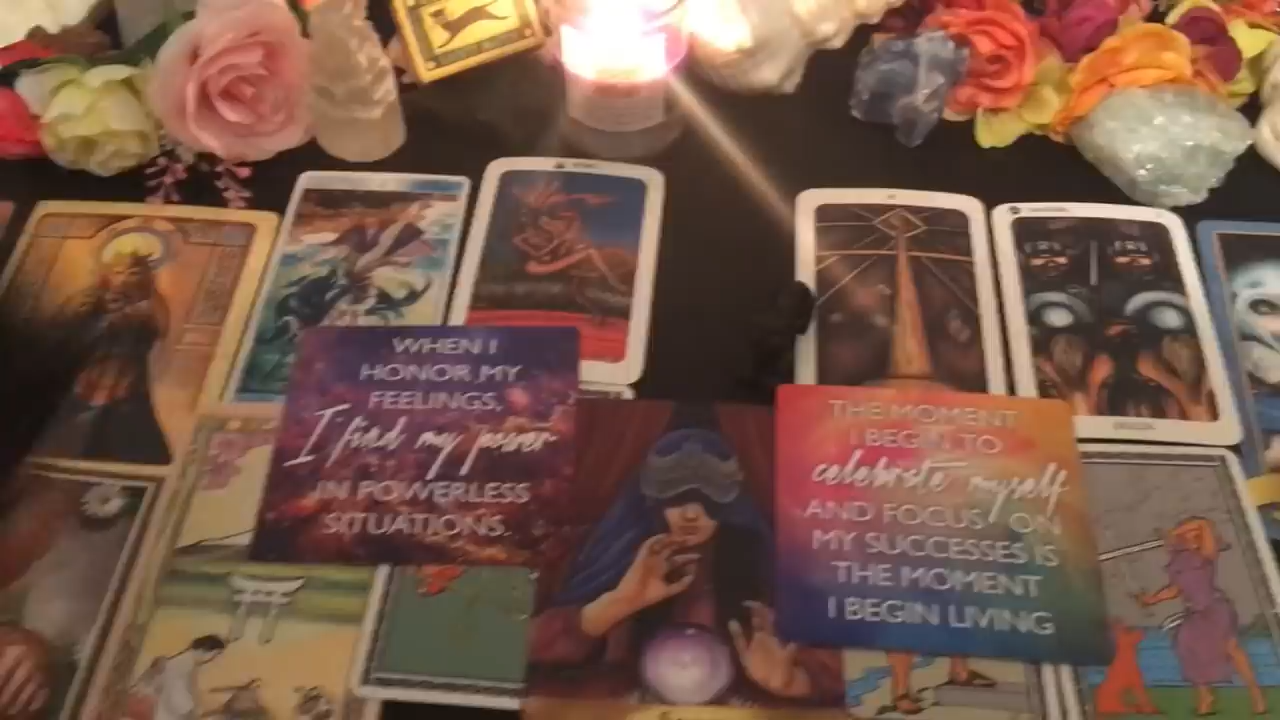 WHEN I
HONOR MY
FEELINGS,
I find my power
IN POWERLESS
SITUATIONS.
THE MOMENT
I BEGIN TO
celebrate myself
AND FOCUS ON
MY SUCCESSES IS
THE MOMENT
I BEGIN LIVING